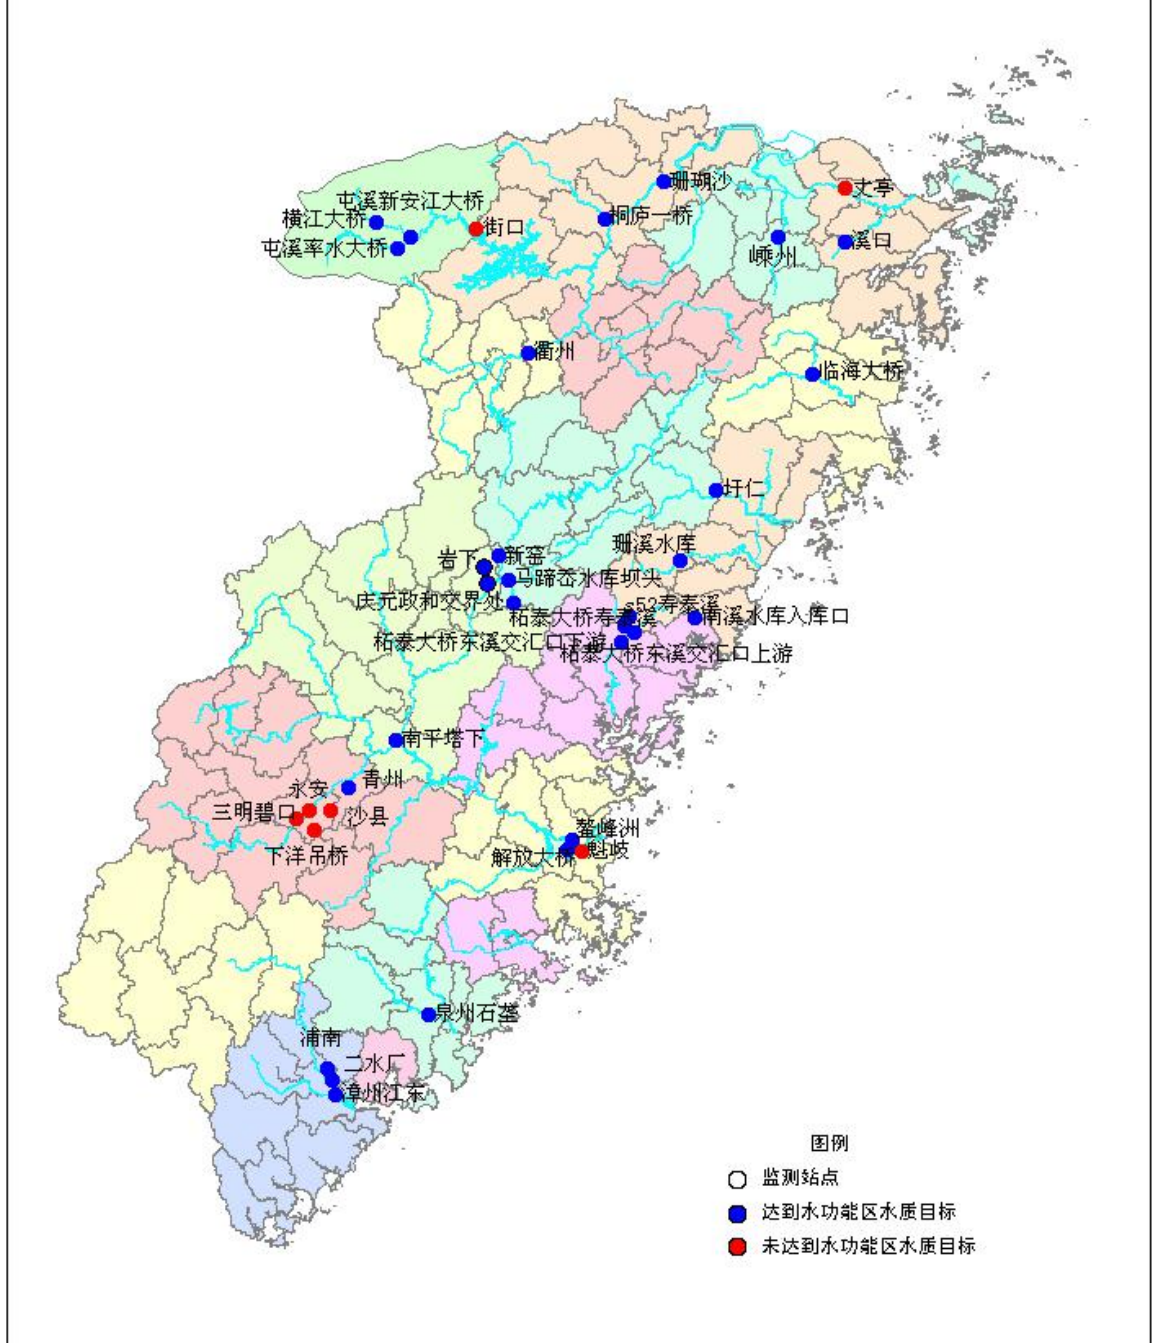 珊瑚沙
丈亭
屯溪新安江大桥
横江大桥
街口
桐庐一桥
屯溪率水大桥
嵊州
溪口
衢州
临海大桥
圩仁
珊溪水库
岩下
新窑
马蹄岙水库坝头
庆元政和交界处
s52寿泰溪
柘泰大桥寿泰溪
南溪水库入库口
柘泰大桥东溪交汇口下游
柘泰大桥东溪交汇口上游
南平塔下
青州
永安
三明碧口
沙县
下洋吊桥
鳌峰洲
解放大桥
魁岐
泉州石垄
浦南
二水厂
漳州江东
图例
监测站点
达到水功能区水质目标
未达到水功能区水质目标